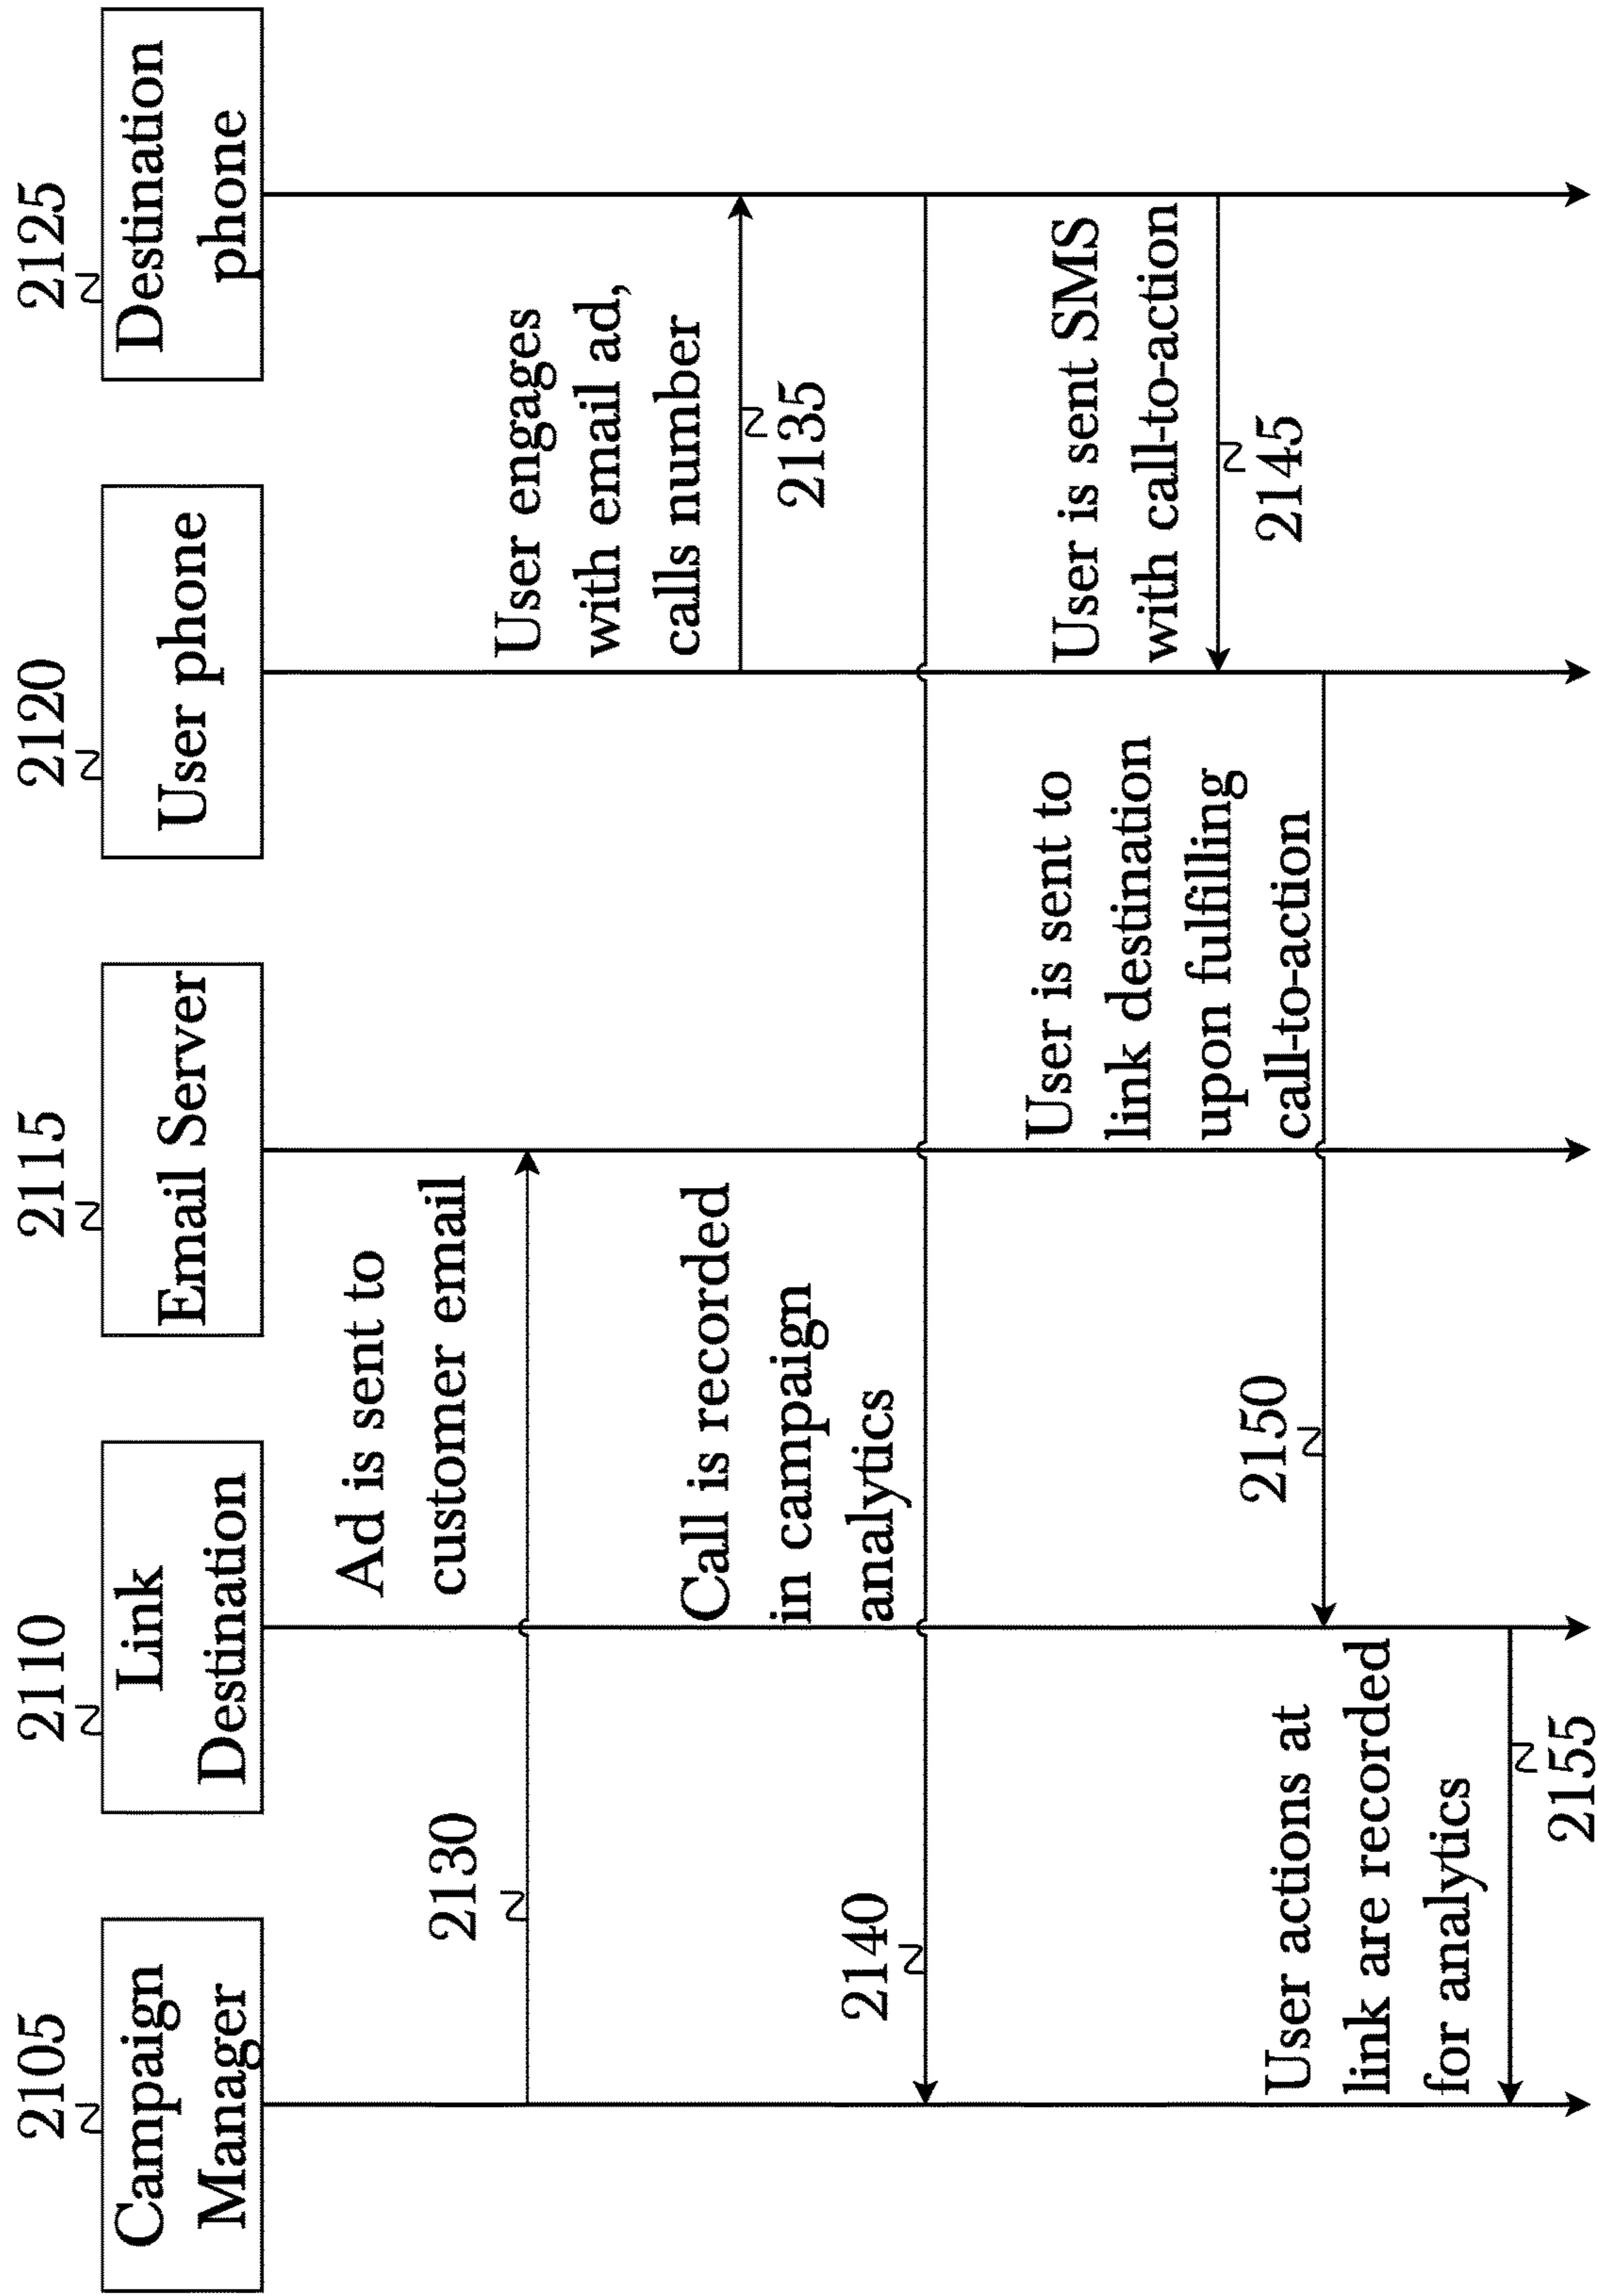 2105
Campaign
Manager
2110
Link
Destination
2115
Email Server
2120
User phone
2125
Destination
phone
Ad is sent to
customer email
2130
User engages
with email ad,
calls number
2135
Call is recorded
in campaign
analytics
2140
User is sent SMS
with call-to-action
2145
User is sent to
link destination
upon fulfilling
call-to-action
2150
User actions at
link are recorded
for analytics
2155